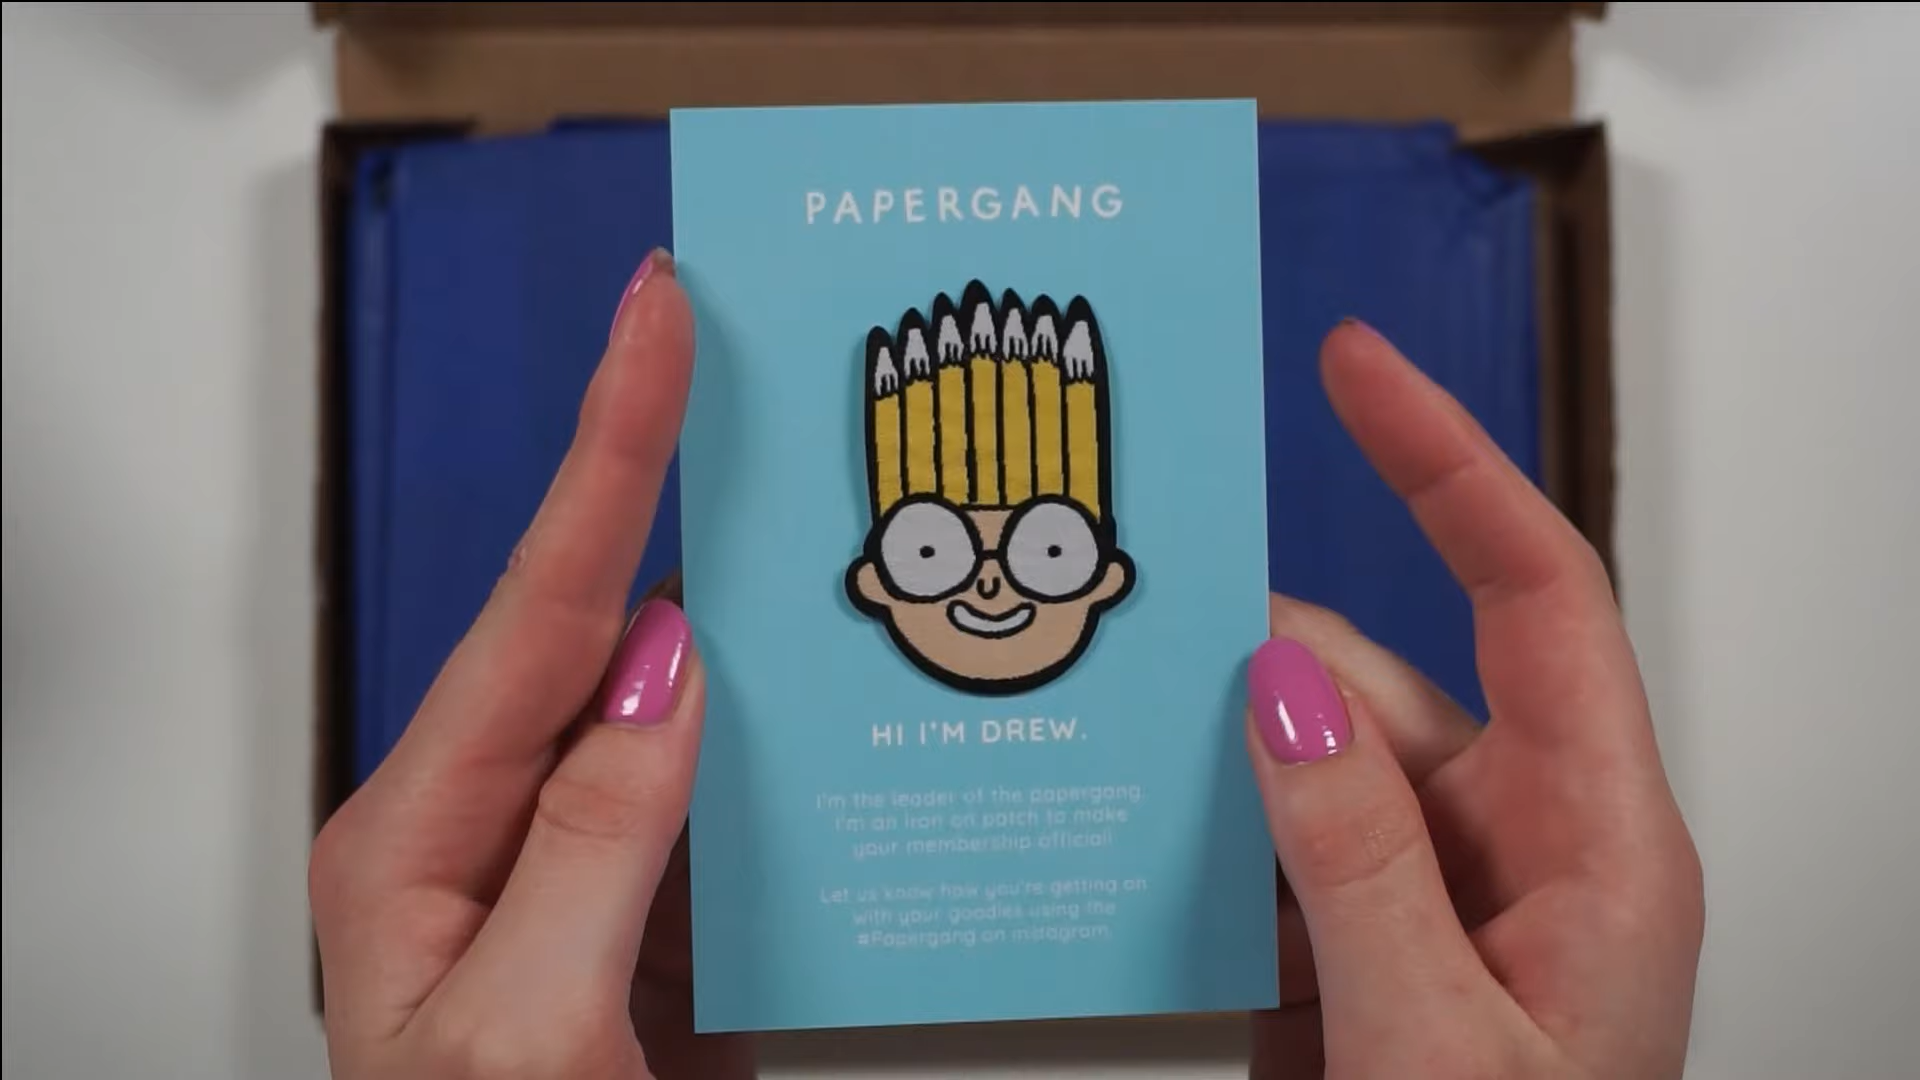 PAPERGANG
HI I'M DREW.
I'm the leader of the papergang.
I'm an iron on patch to make
your membership official!
Let us know how you're getting on
with your goodies using the
#Papergang on instagram.